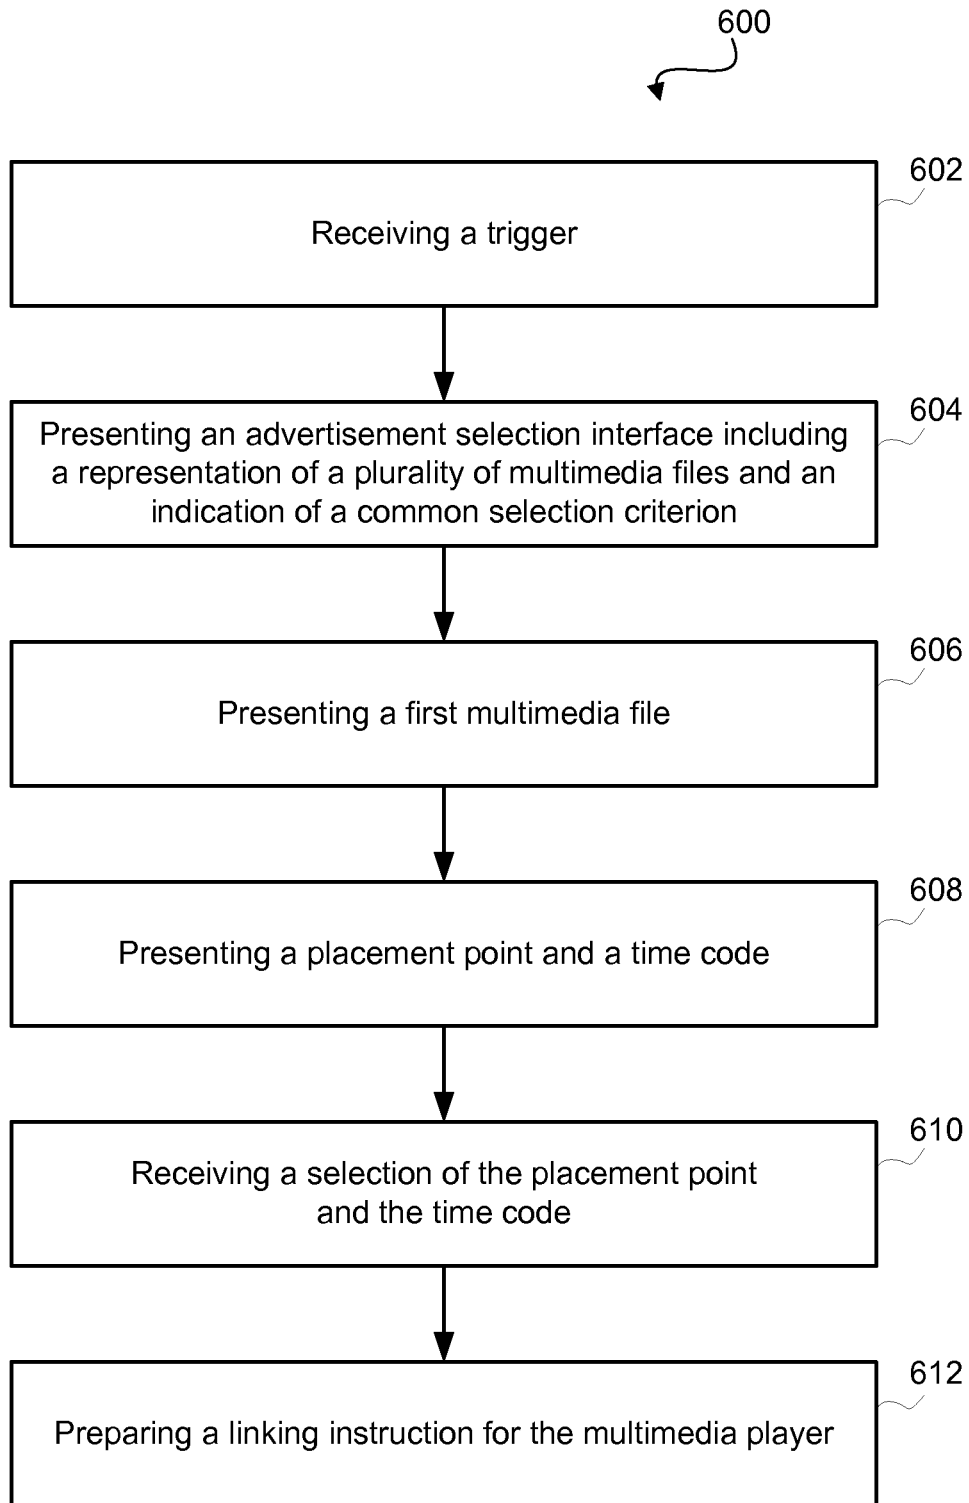 600
602
Receiving a trigger
604
Presenting an advertisement selection interface including
a representation of a plurality of multimedia files and an
indication of a common selection criterion
606
Presenting a first multimedia file
608
Presenting a placement point and a time code
610
Receiving a selection of the placement point
and the time code
612
Preparing a linking instruction for the multimedia player